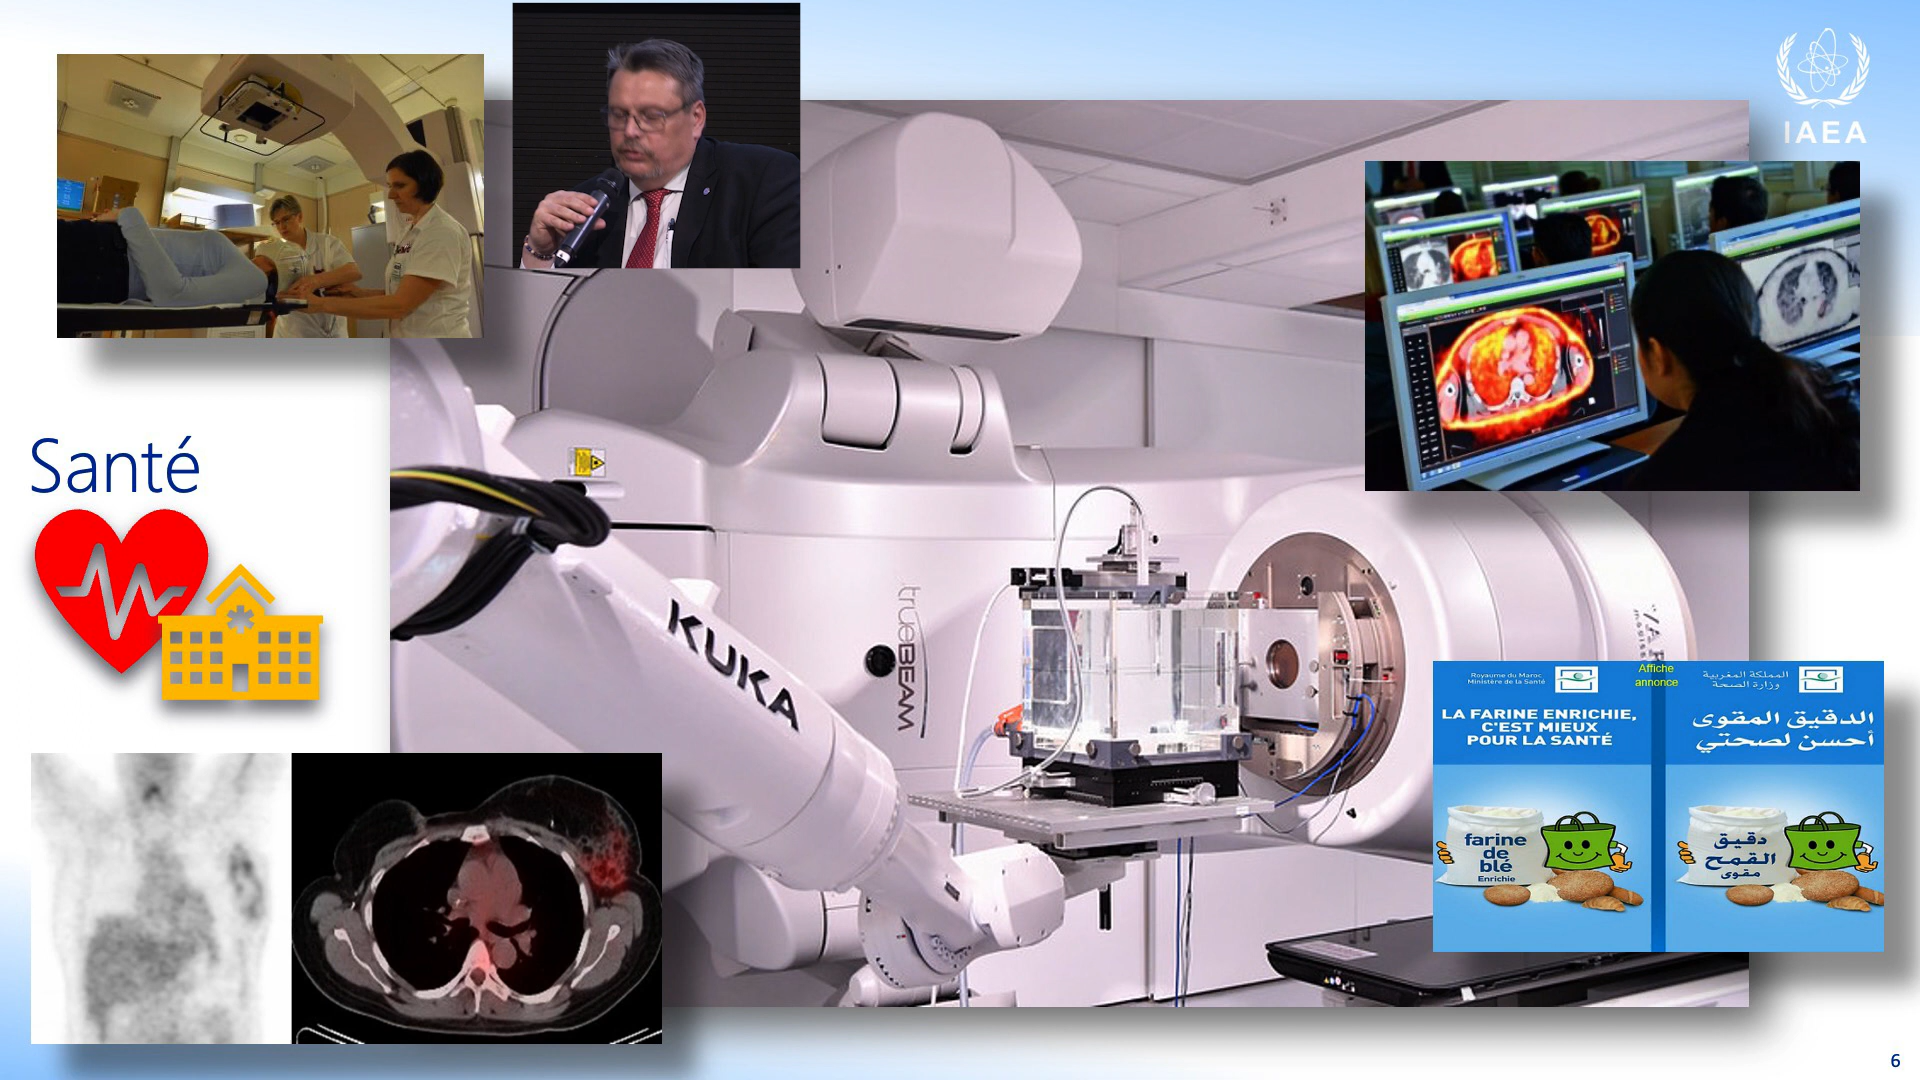 IAEA
Santé
KUKA
trueBEAM
Affiche
annonce
Royaume du Maroc
Ministère de la Santé
LA FARINE ENRICHIE,
C'EST MIEUX
POUR LA SANTÉ
farine
de
blé
Enrichie
المملكة المغربية
وزارة الصحة
الدقيق المقوى
أحسن لصحتي
دقيق
القمح
مقوى
6